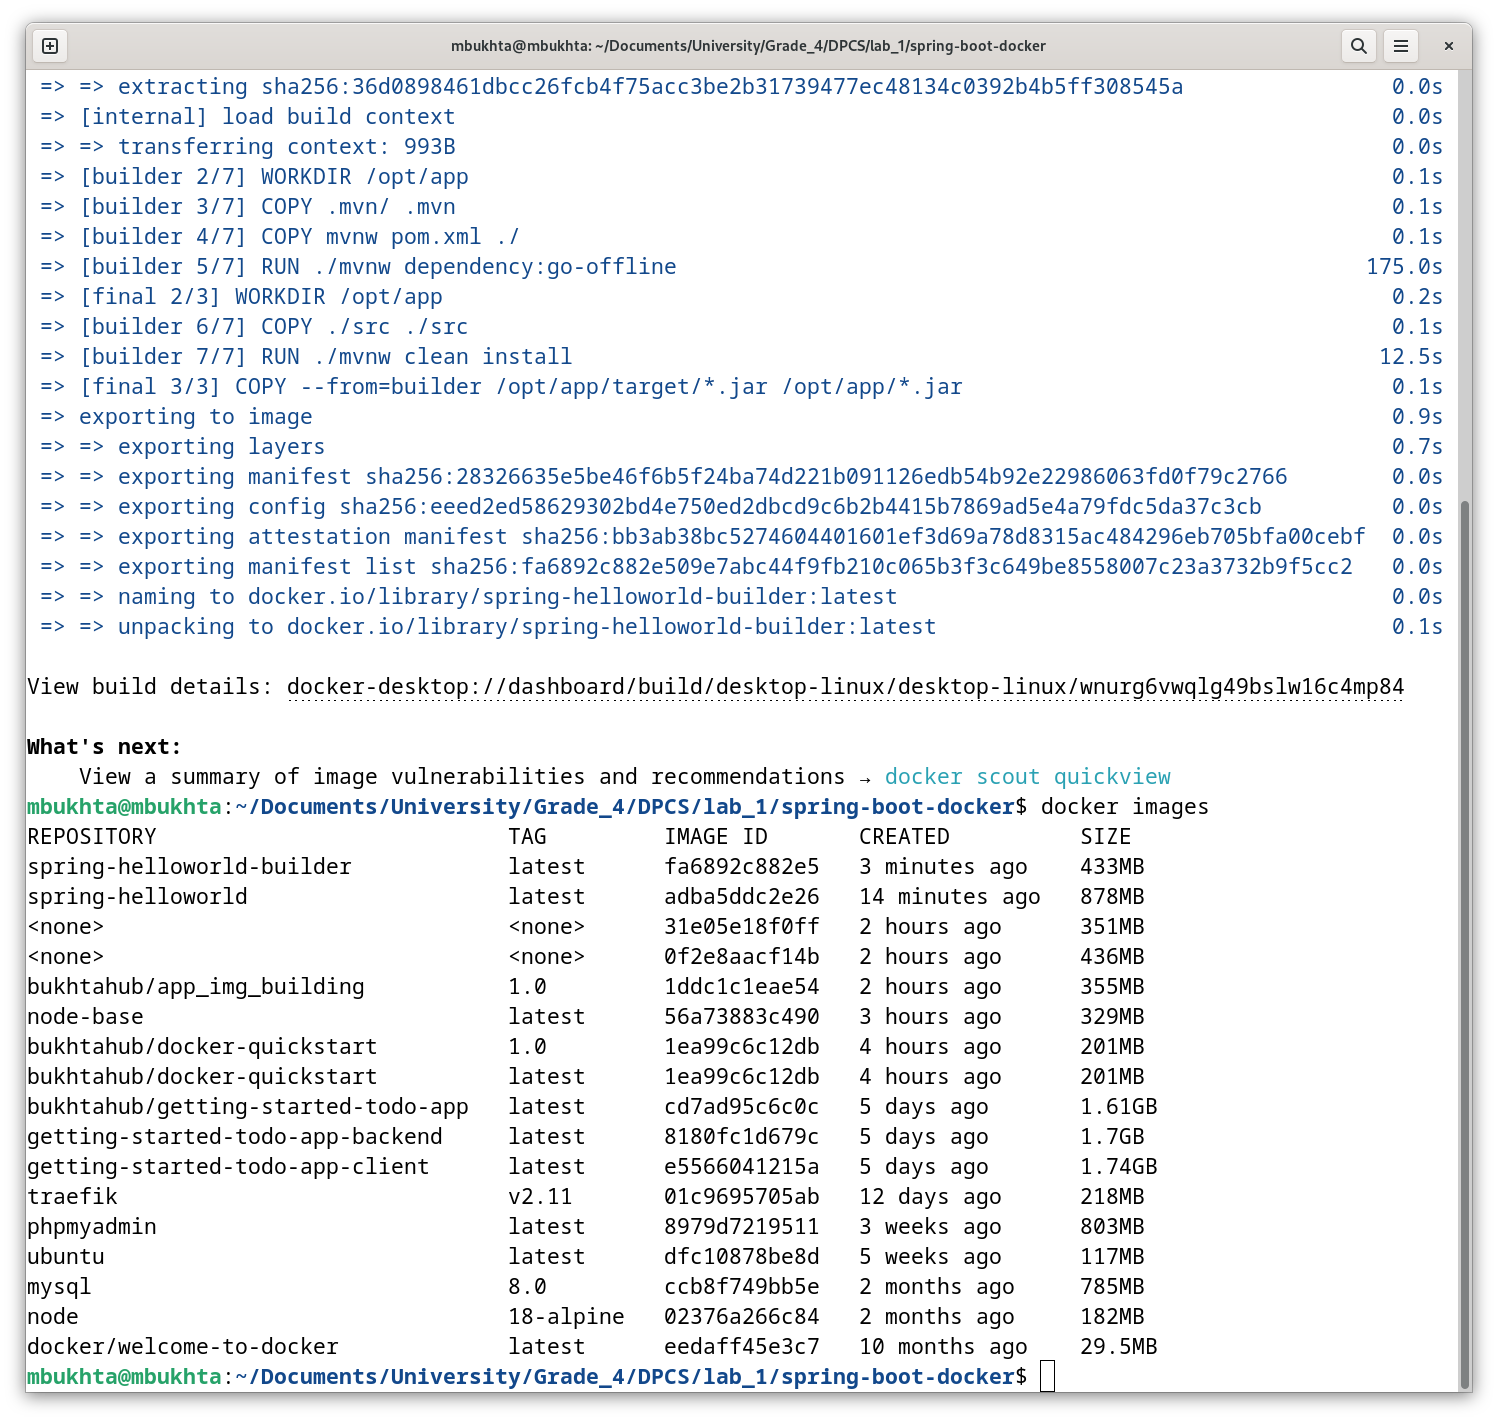 mbukhta@mbukhta: ~/Documents/University/Grade_4/DPCS/lab_1/spring-boot-docker
=> => extracting sha256:36d0898461dbcc26fcb4f75acc3be2b31739477ec48134c0392b4b5ff308545a 0.0s
=> [internal] load build context 0.0s
=> => transferring context: 993B 0.0s
=> [builder 2/7] WORKDIR /opt/app 0.1s
=> [builder 3/7] COPY .mvn/ .mvn 0.1s
=> [builder 4/7] COPY mvnw pom.xml ./ 0.1s
=> [builder 5/7] RUN ./mvnw dependency:go-offline 175.0s
=> [final 2/3] WORKDIR /opt/app 0.2s
=> [builder 6/7] COPY ./src ./src 0.1s
=> [builder 7/7] RUN ./mvnw clean install 12.5s
=> [final 3/3] COPY --from=builder /opt/app/target/*.jar /opt/app/*.jar 0.1s
=> exporting to image 0.9s
=> => exporting layers 0.7s
=> => exporting manifest sha256:28326635e5be46f6b5f24ba74d221b091126edb54b92e22986063fd0f79c2766 0.0s
=> => exporting config sha256:eeed2ed58629302bd4e750ed2dbcd9c6b2b4415b7869ad5e4a79fdc5da37c3cb 0.0s
=> => exporting attestation manifest sha256:bb3ab38bc5274604401601ef3d69a78d8315ac484296eb705bfa00cebf 0.0s
=> => exporting manifest list sha256:fa6892c882e509e7abc44f9fb210c065b3f3c649be8558007c23a3732b9f5cc2 0.0s
=> => naming to docker.io/library/spring-helloworld-builder:latest 0.0s
=> => unpacking to docker.io/library/spring-helloworld-builder:latest 0.1s
View build details: docker-desktop://dashboard/build/desktop-linux/desktop-linux/wnurg6vwqlg49bslw16c4mp84
What's next:
View a summary of image vulnerabilities and recommendations → docker scout quickview
mbukhta@mbukhta:~/Documents/University/Grade_4/DPCS/lab_1/spring-boot-docker$ docker images
REPOSITORY TAG IMAGE ID CREATED SIZE
spring-helloworld-builder latest fa6892c882e5 3 minutes ago 433MB
spring-helloworld latest adba5ddc2e26 14 minutes ago 878MB
<none> <none> 31e05e18f0ff 2 hours ago 351MB
<none> <none> 0f2e8aacf14b 2 hours ago 436MB
bukhtahub/app_img_building 1.0 1ddc1c1eae54 2 hours ago 355MB
node-base latest 56a73883c490 3 hours ago 329MB
bukhtahub/docker-quickstart 1.0 1ea99c6c12db 4 hours ago 201MB
bukhtahub/docker-quickstart latest 1ea99c6c12db 4 hours ago 201MB
bukhtahub/getting-started-todo-app latest cd7ad95c6c0c 5 days ago 1.61GB
getting-started-todo-app-backend latest 8180fc1d679c 5 days ago 1.7GB
getting-started-todo-app-client latest e5566041215a 5 days ago 1.74GB
traefik v2.11 01c9695705ab 12 days ago 218MB
phpmyadmin latest 8979d7219511 3 weeks ago 803MB
ubuntu latest dfc10878be8d 5 weeks ago 117MB
mysql 8.0 ccb8f749bb5e 2 months ago 785MB
node 18-alpine 02376a266c84 2 months ago 182MB
docker/welcome-to-docker latest eedaff45e3c7 10 months ago 29.5MB
mbukhta@mbukhta:~/Documents/University/Grade_4/DPCS/lab_1/spring-boot-docker$